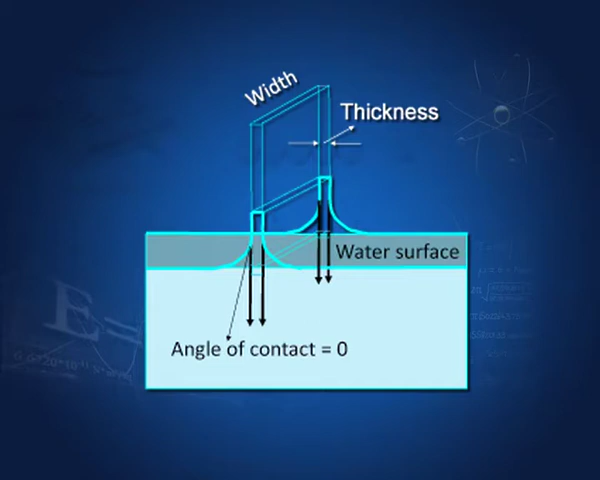 Width
Thickness
Water surface
Angle of contact = 0
E=